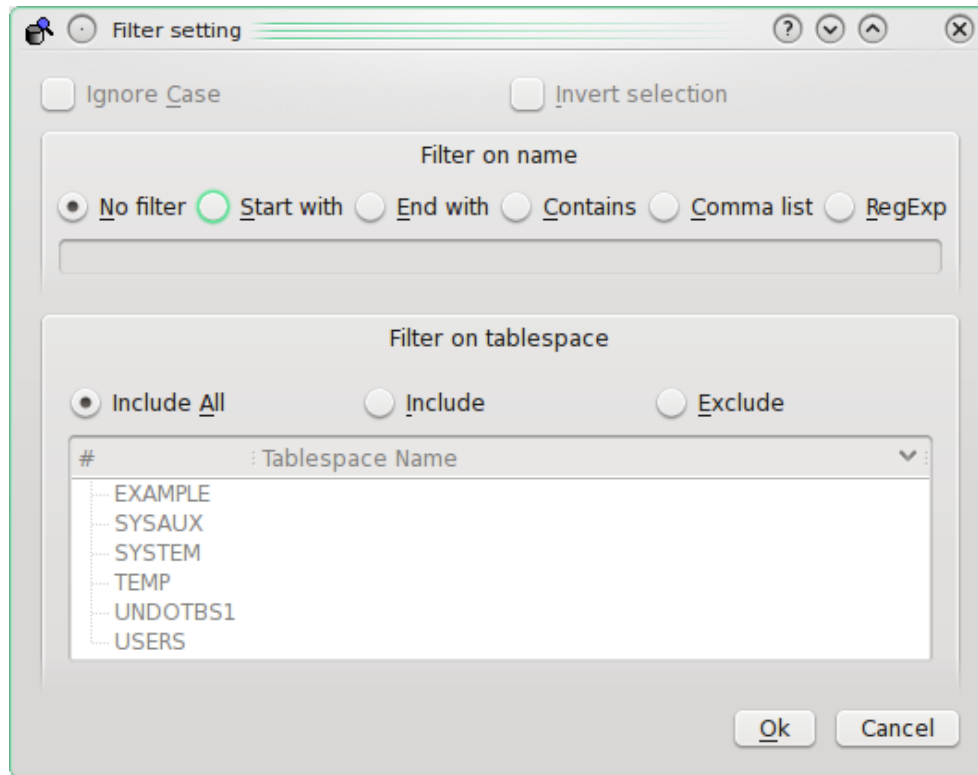 Filter setting
Ignore Case Invert selection
Filter on name
No filter Start with End with Contains Comma list RegExp
Filter on tablespace
Include All Include Exclude
# Tablespace Name
EXAMPLE
SYSAUX
SYSTEM
TEMP
UNDOTBS1
USERS
Ok Cancel